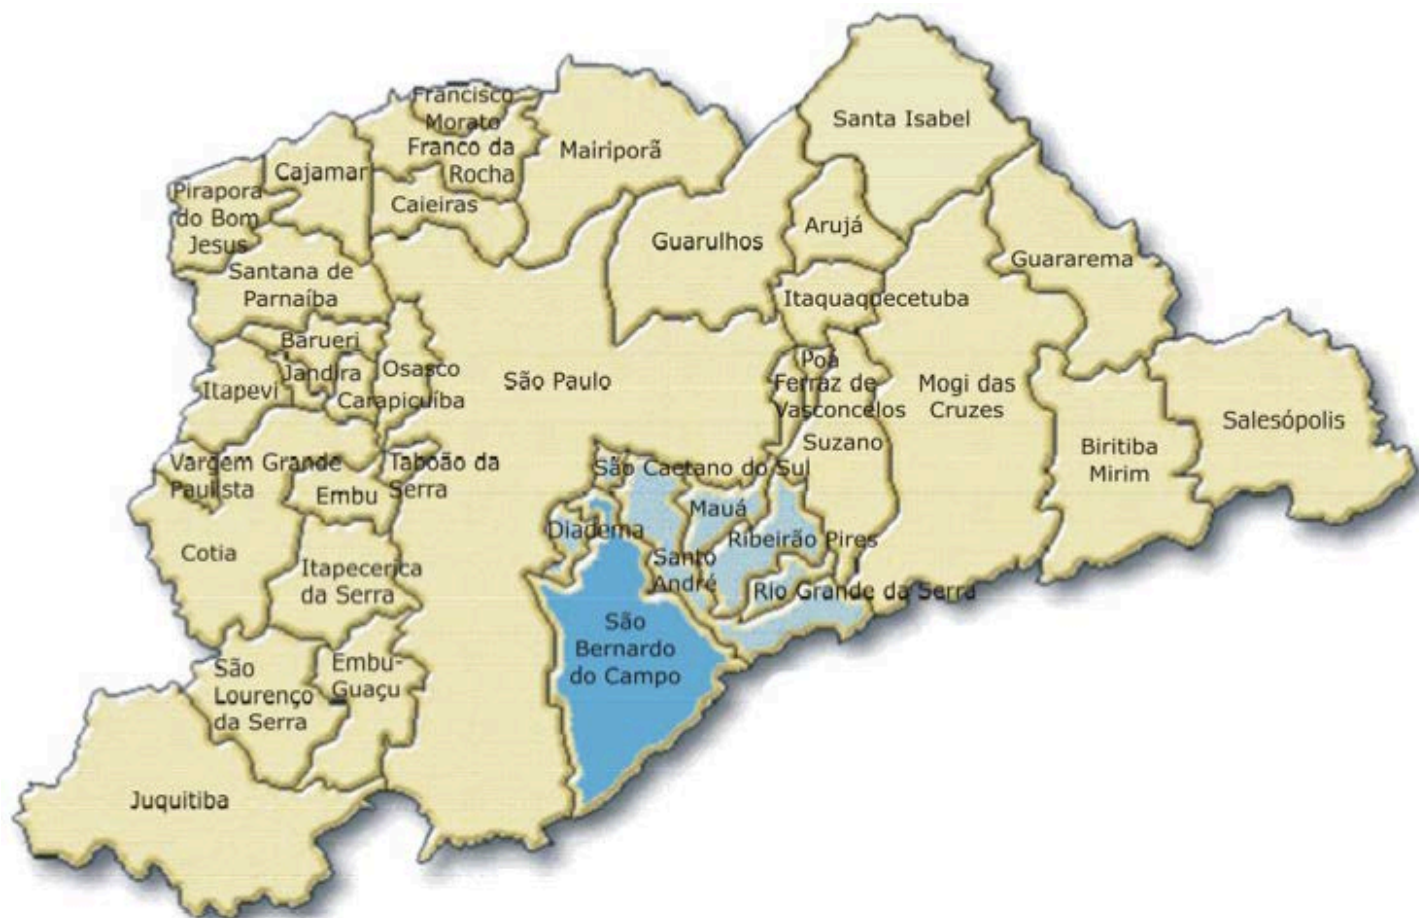 Francisco
Morato
Franco da
Rocha
Mairiporã
Santa Isabel
Cajamar
Pirapora
do Bom
Jesus
Caieiras
Guarulhos
Arujá
Guararema
Santana de
Parnaíba
Itaquaquecetuba
Barueri
Jandira
Itapevi
Osasco
Carapicuíba
São Paulo
Poá
Ferraz de
Vasconcelos
Suzano
Mogi das
Cruzes
Biritiba
Mirim
Salesópolis
Vargem Grande
Paulista
Embu
Taboão da
Serra
São Caetano do Sul
Mauá
Diadema
Ribeirão Pires
Santo
André
Rio Grande da Serra
Cotia
Itapecerica
da Serra
São
Bernardo
do Campo
São
Lourenço
da Serra
Embu-
Guaçu
Juquitiba